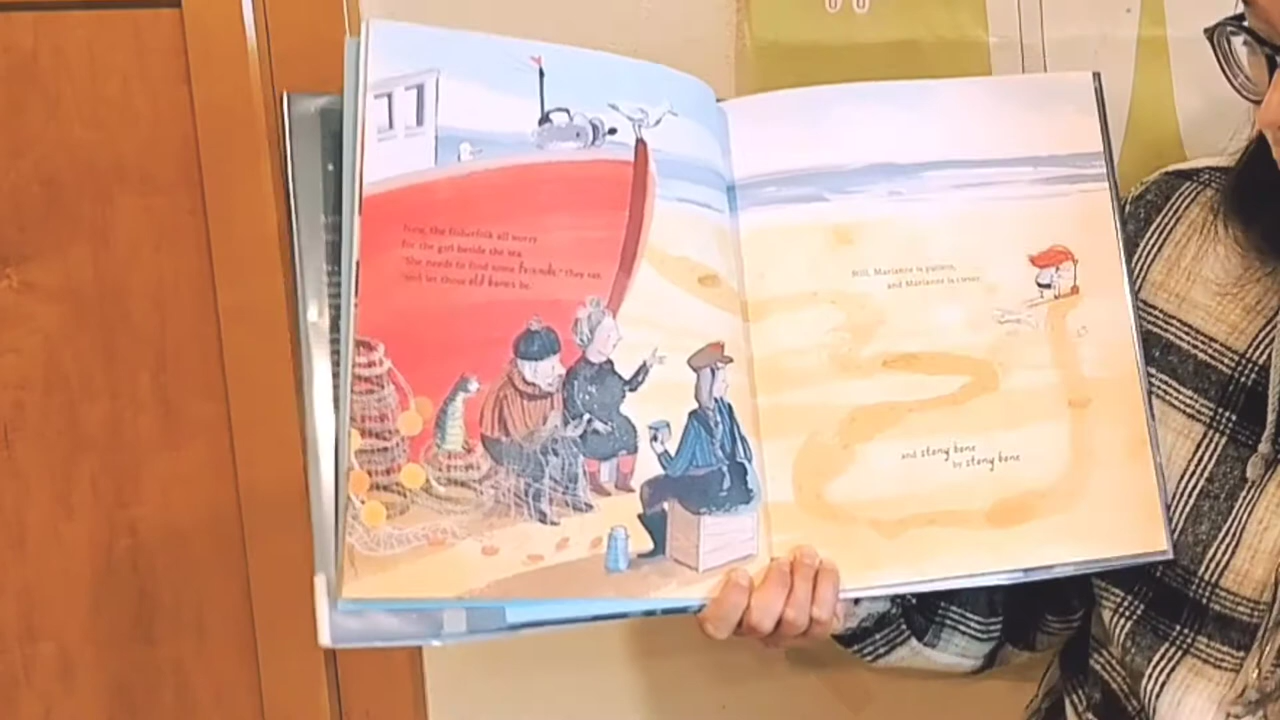 Now, the fisherfolk all worry
for the girl beside the sea.
"She needs to find some friends," they say,
"and let those old bones be."
Still, Marianne is patient,
and Marianne is clever,
and stony bone
by stony bone